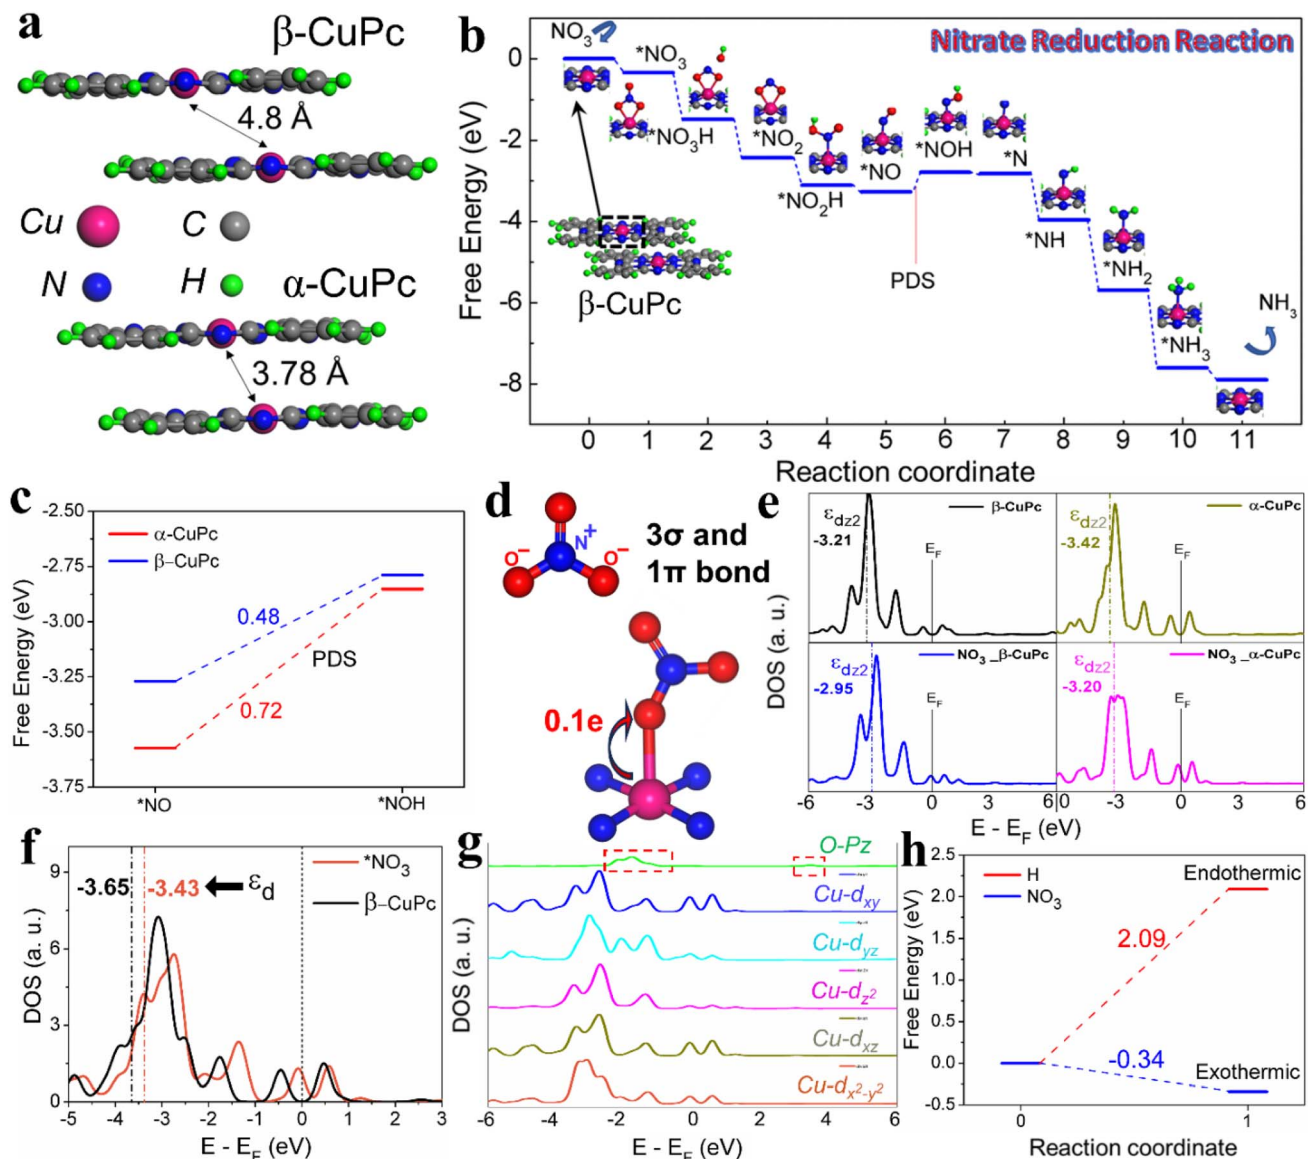 a
β-CuPc
4.8 Å
Cu
C
N
H
α-CuPc
3.78 Å
b
Nitrate Reduction Reaction
Free Energy (eV)
0
-2
-4
-6
-8
NO3
*NO3
*NO3H
*NO2
*NO2H
*NO
*NOH
*N
*NH
*NH2
*NH3
NH3
PDS
β-CuPc
0 1 2 3 4 5 6 7 8 9 10 11
Reaction coordinate
c
Free Energy (eV)
-2.50
-2.75
-3.00
-3.25
-3.50
-3.75
α-CuPc
β-CuPc
0.48
PDS
0.72
*NO
*NOH
d
O−
N+
O−
3σ and
1π bond
0.1e
e
DOS (a. u.)
εdz2
-3.21
EF
β-CuPc
εdz2
-3.42
EF
α-CuPc
εdz2
-2.95
EF
NO3_β-CuPc
εdz2
-3.20
EF
NO3_α-CuPc
-6 -3 0 3 6 -3 0 3 6
E - EF (eV)
f
DOS (a. u.)
9
6
3
0
-3.65
-3.43
εd
*NO3
β-CuPc
-5 -4 -3 -2 -1 0 1 2 3
E - EF (eV)
g
DOS (a. u.)
O-Pz
Cu-dxy
Cu-dyz
Cu-dz2
Cu-dxz
Cu-dx2-y2
-6 -4 -2 0 2 4 6
E - EF (eV)
h
Free Energy (eV)
2.5
2.0
1.5
1.0
0.5
0.0
-0.5
H
NO3
Endothermic
2.09
-0.34
Exothermic
0 1
Reaction coordinate